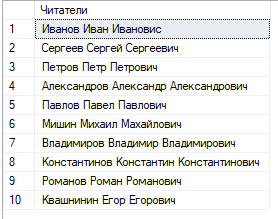 Читатели
1 Иванов Иван Ивановис
2 Сергеев Сергей Сергеевич
3 Петров Петр Петрович
4 Александров Александр Александрович
5 Павлов Павел Павлович
6 Мишин Михаил Махайлович
7 Владимиров Владимир Владимирович
8 Константинов Константин Константинович
9 Романов Роман Романович
10 Квашнинин Егор Егорович